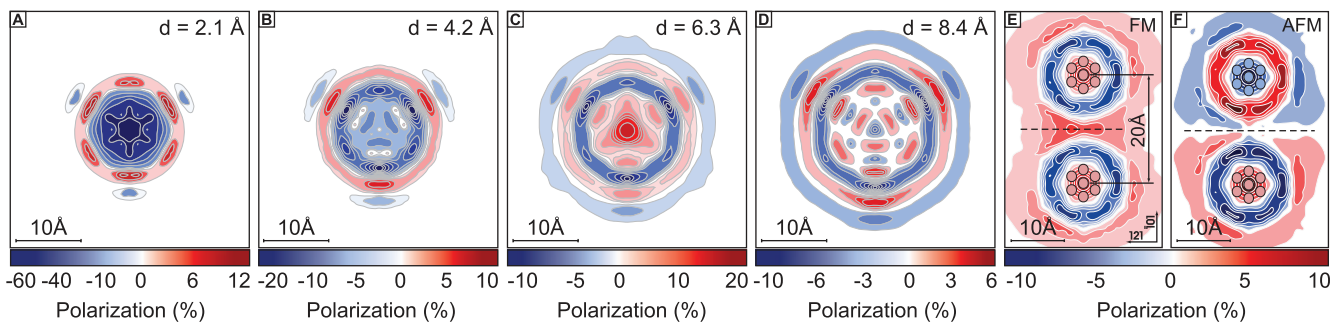 A d = 2.1 Å
10Å
-60 -40 -20 0 6 12
Polarization (%)
B d = 4.2 Å
10Å
-20 -15 -10 -5 0 5 10
Polarization (%)
C d = 6.3 Å
10Å
-10 -5 0 10 20
Polarization (%)
D d = 8.4 Å
10Å
-10 -6 -3 0 3 6
Polarization (%)
E FM
20Å
10Å
F AFM
10Å
-10 -5 0 5 10
Polarization (%)